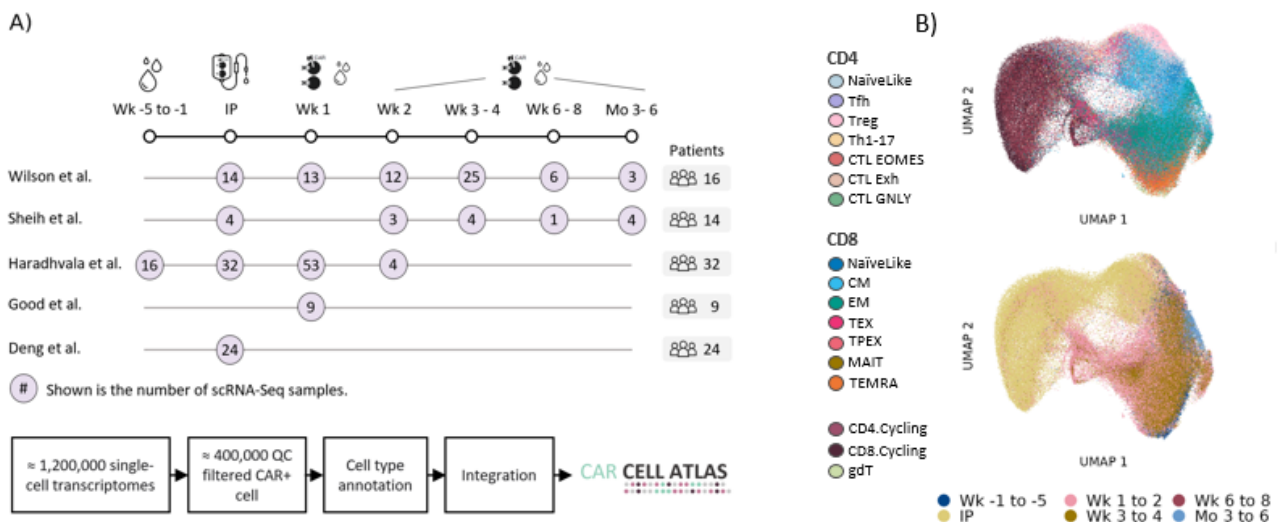 A)
CAR
CAR
Wk -5 to -1 IP Wk 1 Wk 2 Wk 3 - 4 Wk 6 - 8 Mo 3- 6
Patients
Wilson et al. 14 13 12 25 6 3 16
Sheih et al. 4 3 4 1 4 14
Haradhvala et al. 16 32 53 4 32
Good et al. 9 9
Deng et al. 24 24
# Shown is the number of scRNA-Seq samples.
≈ 1,200,000 single-
cell transcriptomes
≈ 400,000 QC
filtered CAR+
cell
Cell type
annotation
Integration
CAR CELL ATLAS
B)
CD4
NaïveLike
Tfh
Treg
Th1-17
CTL EOMES
CTL Exh
CTL GNLY
CD8
NaïveLike
CM
EM
TEX
TPEX
MAIT
TEMRA
CD4.Cycling
CD8.Cycling
gdT
UMAP 2
UMAP 1
UMAP 2
UMAP 1
Wk -1 to -5 Wk 1 to 2 Wk 6 to 8
IP Wk 3 to 4 Mo 3 to 6